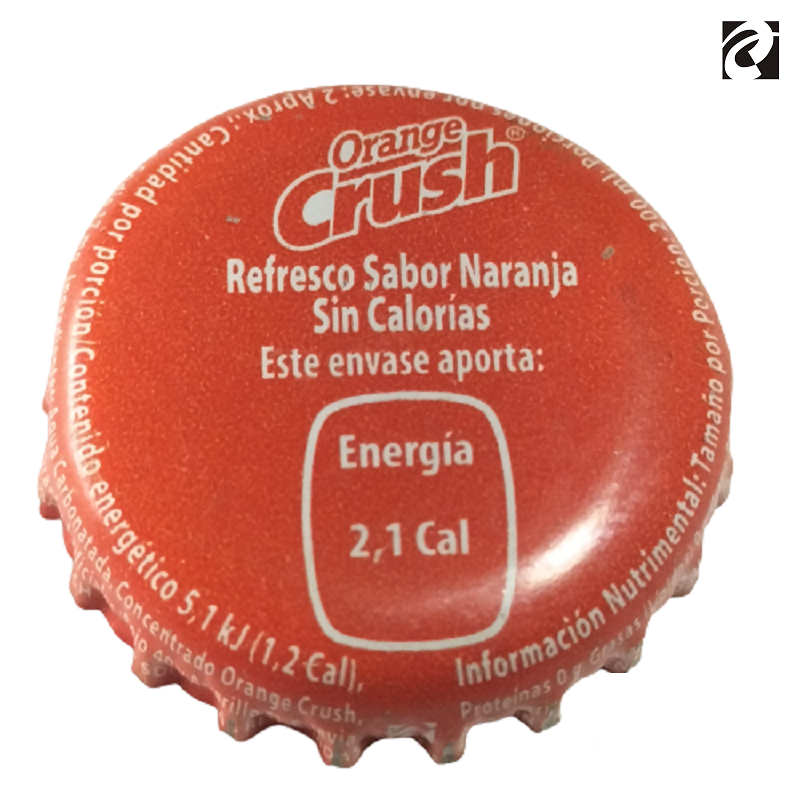 Orange
Crush®
Refresco Sabor Naranja
Sin Calorías
Este envase aporta:
Energía
2,1 Cal
Información Nutrimental: Tamaño por Porción: 200 ml, Porciones por envase: 2 Aprox.; Cantidad por porción/Contenido energético 5,1 kJ (1,2 Cal),
Proteínas 0 g Grasas
Agua Carbonatada, Concentrado Orange Crush,